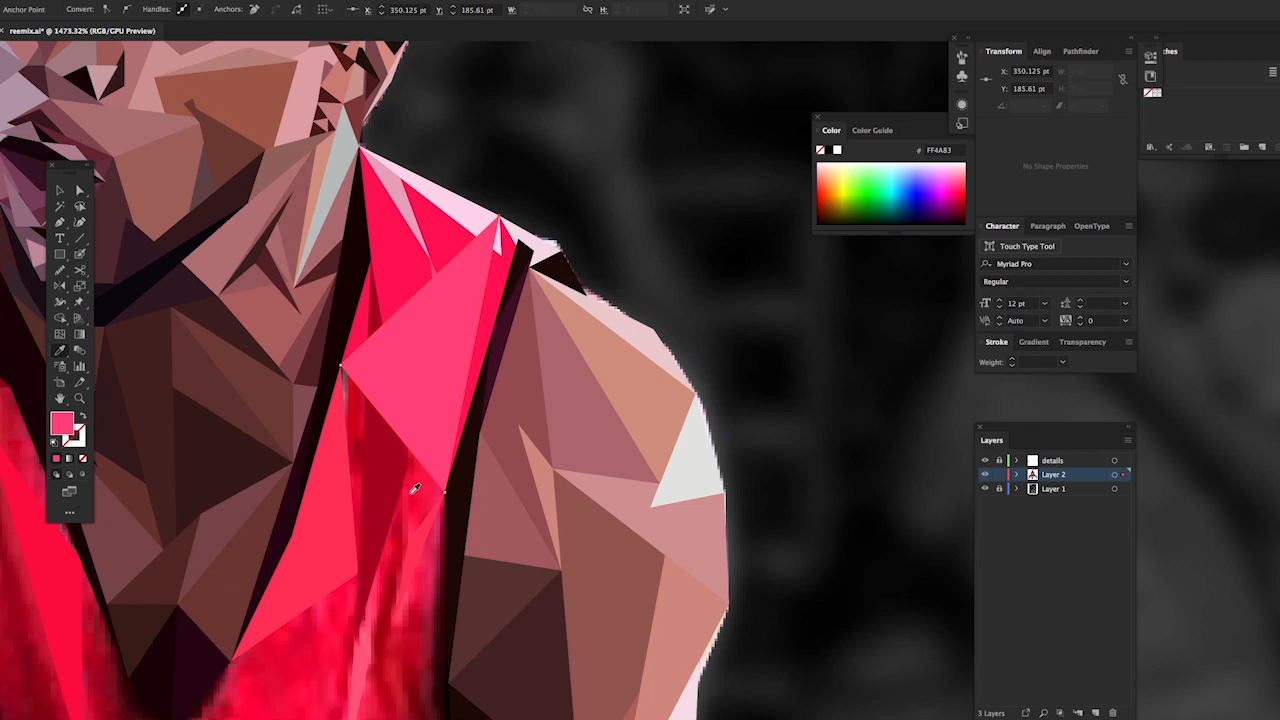 Anchor Point Convert: Handles: Anchors: X: 350.125 pt Y: 185.61 pt W: H:
reemix.ai* @ 1473.32% (RGB/GPU Preview)
Transform Align Pathfinder
ches
X: 350.125 pt W:
Y: 185.61 pt H:
Color Color Guide
# FF4A83
No Shape Properties
Character Paragraph OpenType
Touch Type Tool
Myriad Pro
Regular
12 pt
Auto 0
Stroke Gradient Transparency
Weight:
Layers
details
Layer 2
Layer 1
3 Layers